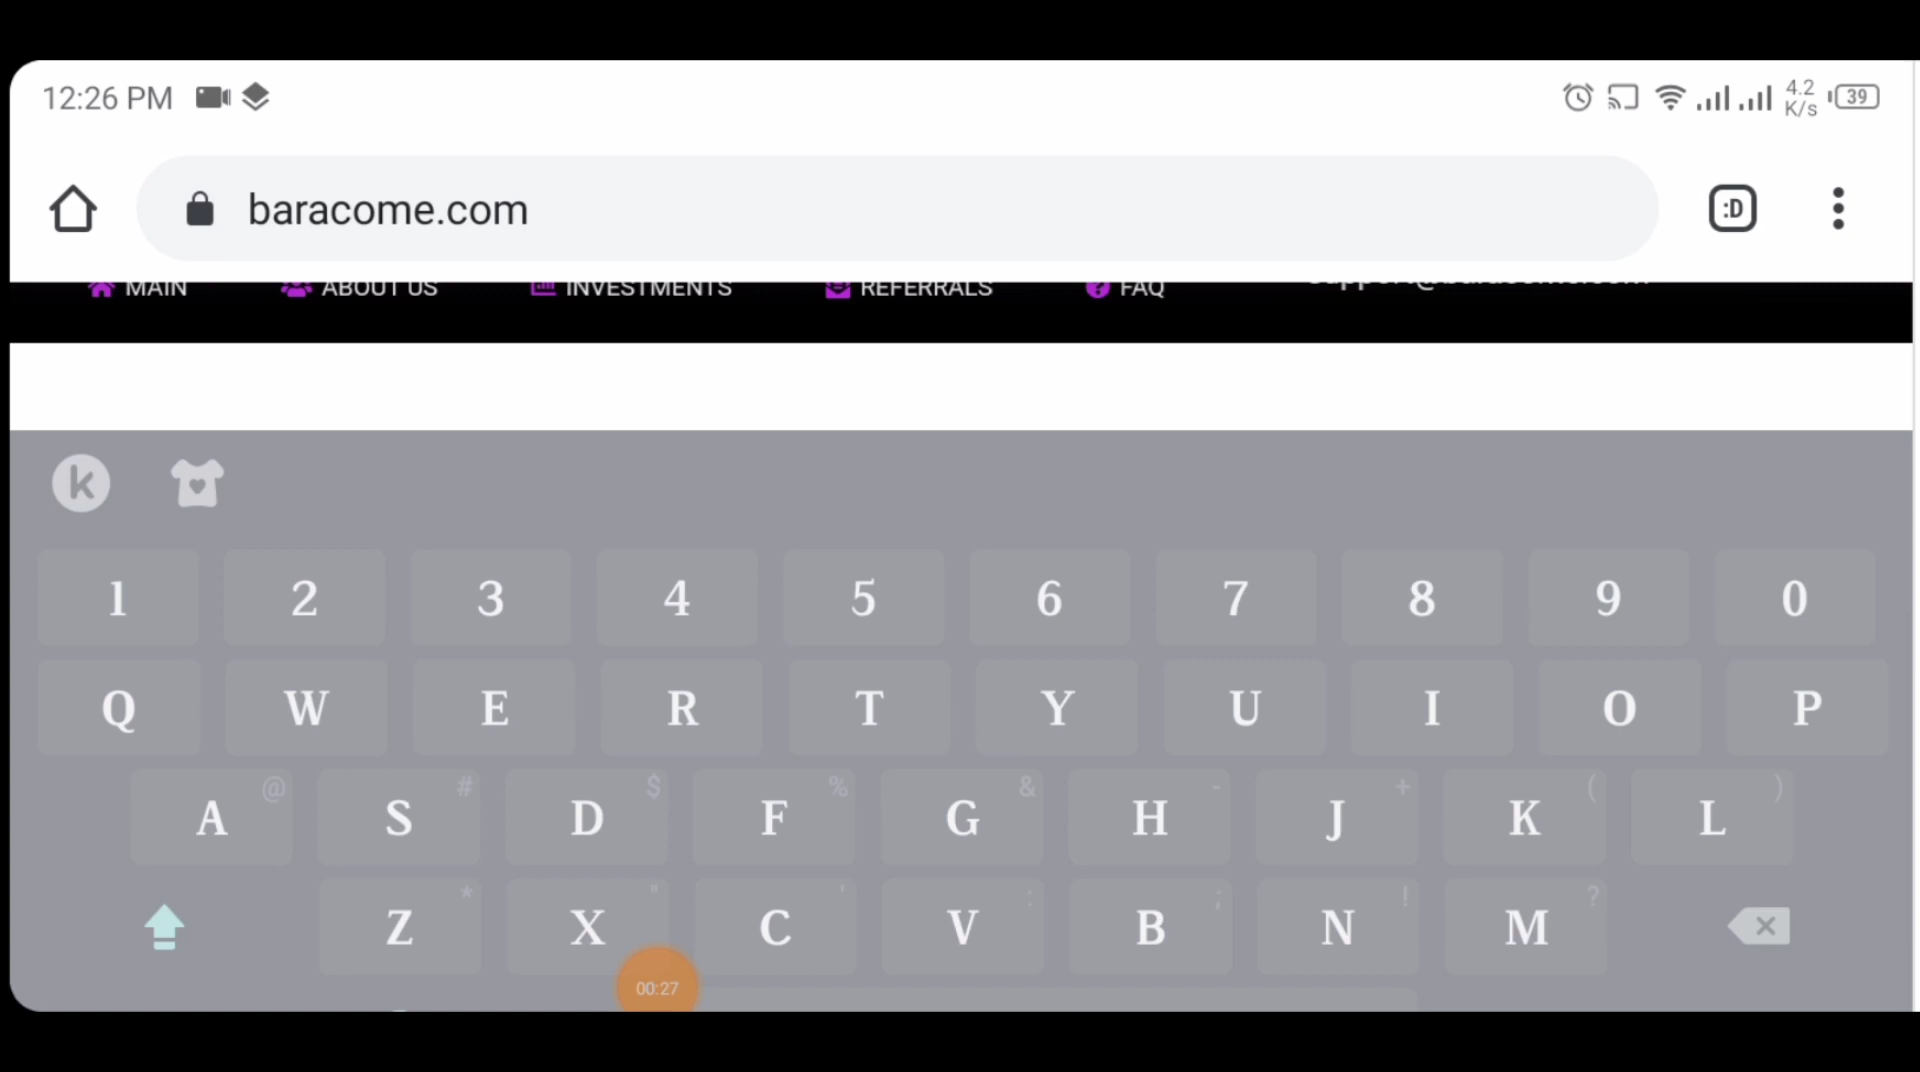 12:26 PM
4.2 K/s
39
baracome.com
:D
MAIN ABOUT US INVESTMENTS REFERRALS FAQ
k
1 2 3 4 5 6 7 8 9 0
Q W E R T Y U I O P
@ # $ % & - + ( )
A S D F G H J K L
* " ' : ; ! ?
Z X C V B N M
00:27